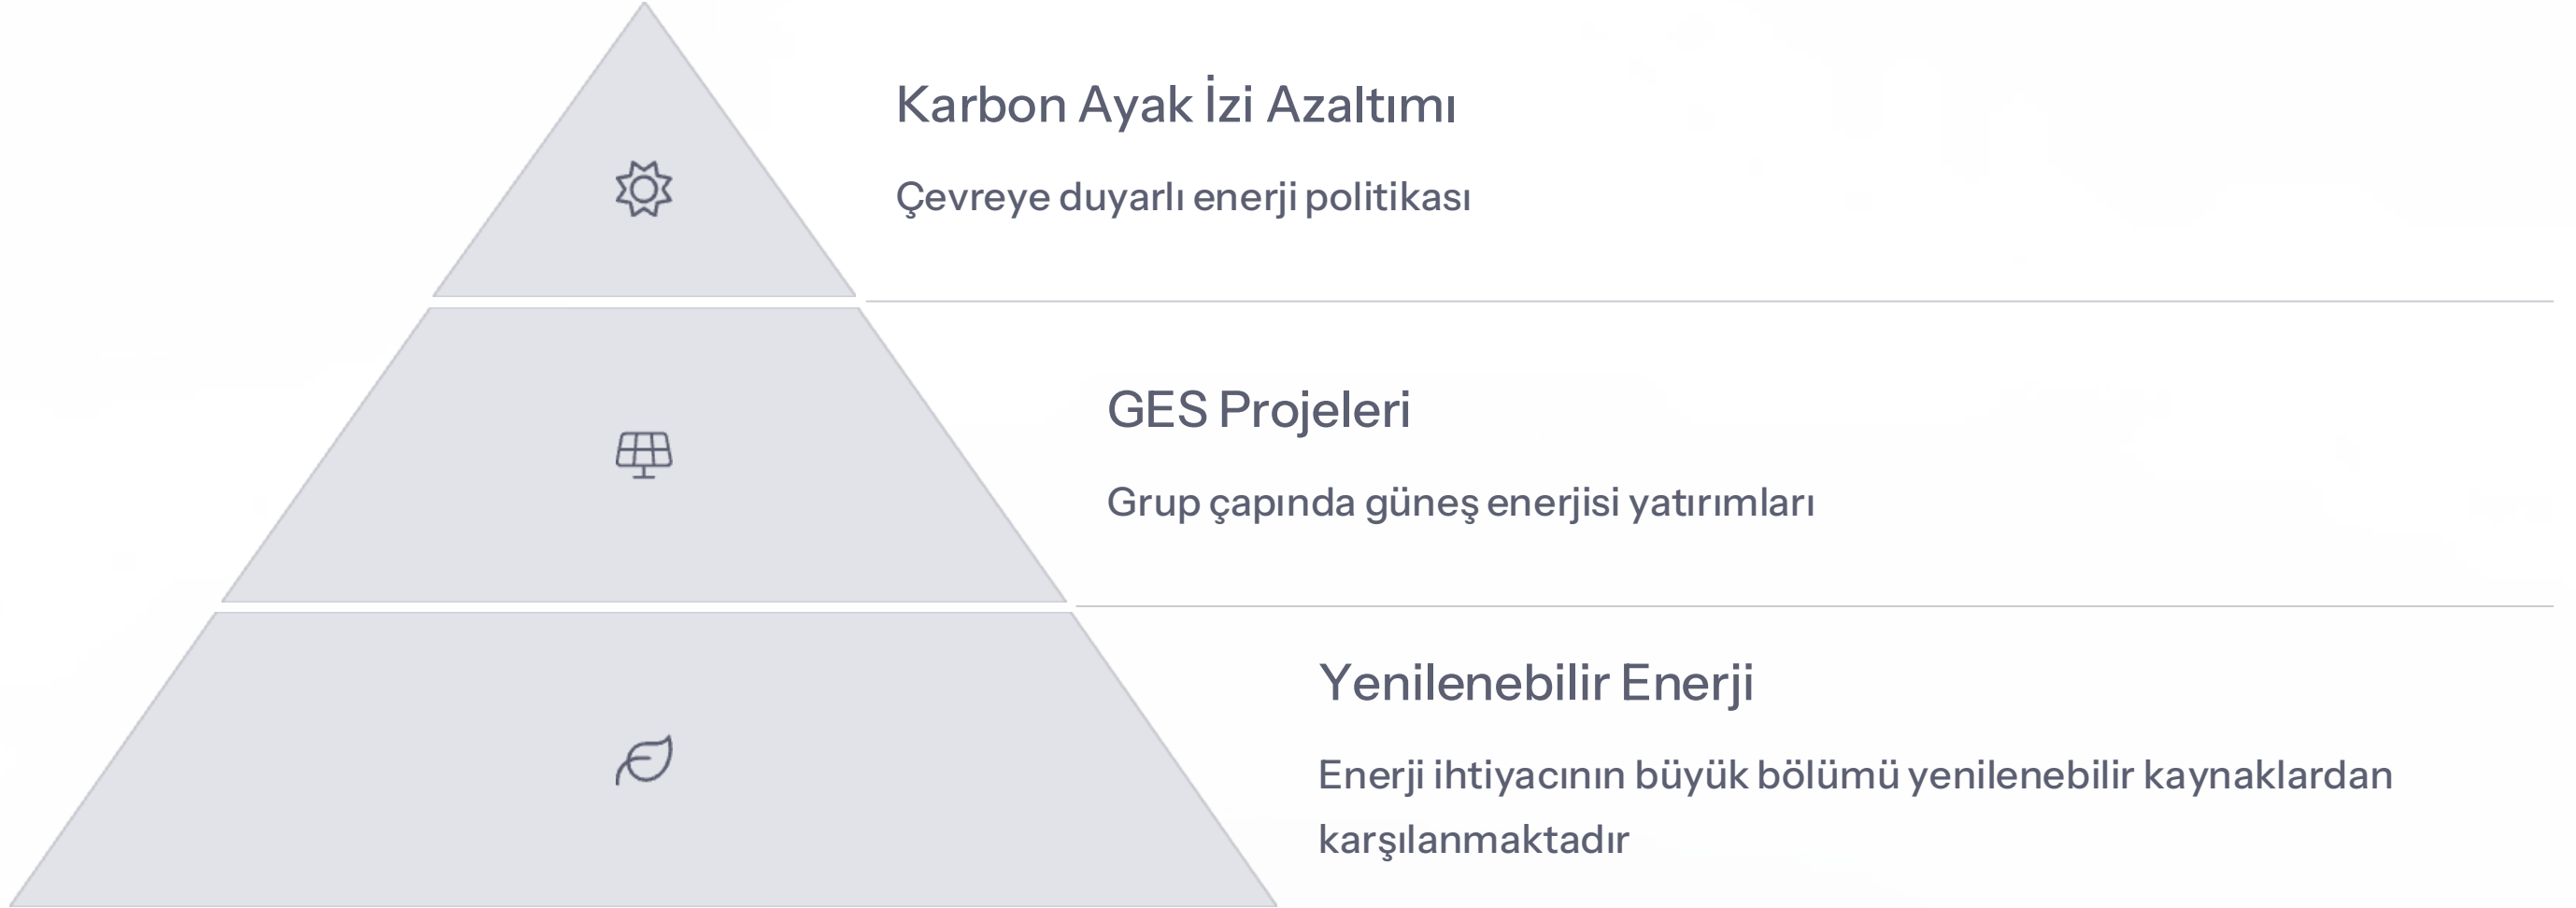 Karbon Ayak İzi Azaltımı
Çevreye duyarlı enerji politikası
GES Projeleri
Grup çapında güneş enerjisi yatırımları
Yenilenebilir Enerji
Enerji ihtiyacının büyük bölümü yenilenebilir kaynaklardan
karşılanmaktadır